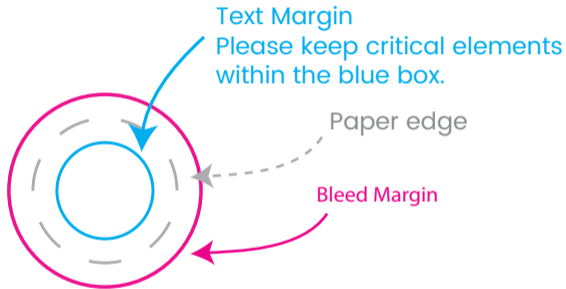 Text Margin
Please keep critical elements
within the blue box.
Paper edge
Bleed Margin